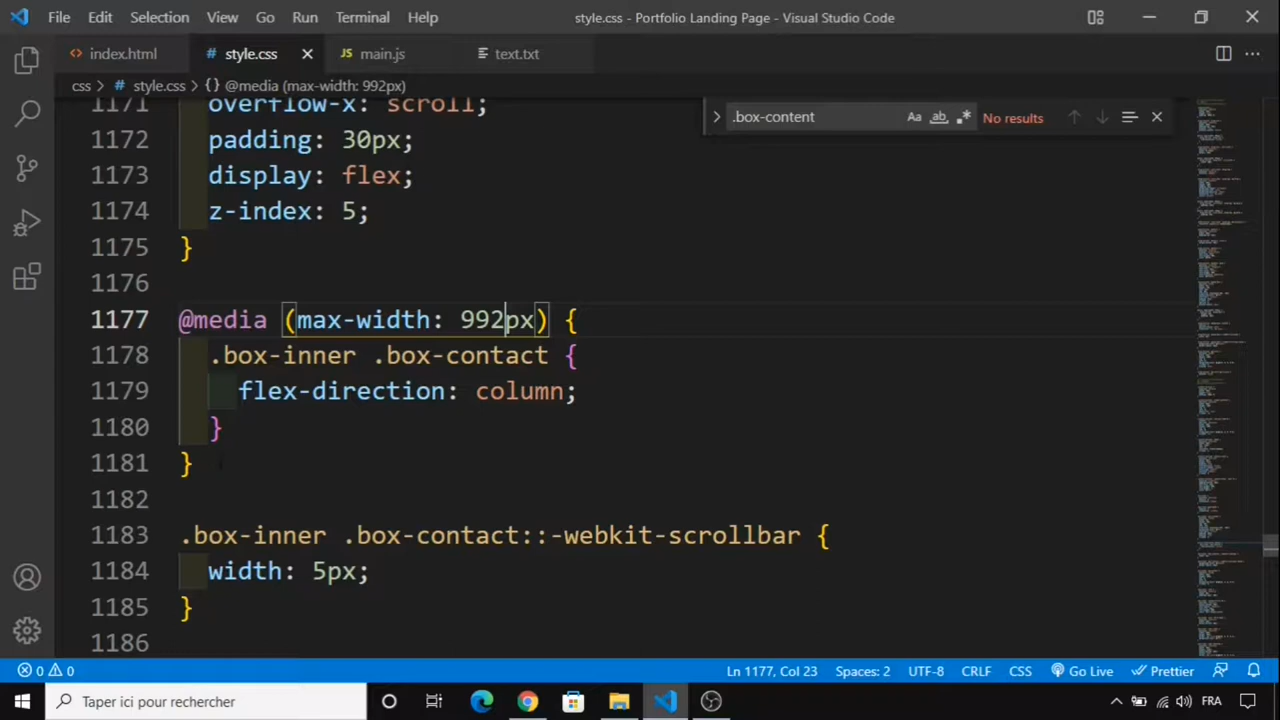 File Edit Selection View Go Run Terminal Help style.css - Portfolio Landing Page - Visual Studio Code
index.html # style.css JS main.js text.txt
css > # style.css > {} @media (max-width: 992px)
1171 overflow-x: scroll;
.box-content Aa ab .* No results
1172 padding: 30px;
1173 display: flex;
1174 z-index: 5;
1175 }
1176
1177 @media (max-width: 992px) {
1178 .box-inner .box-contact {
1179 flex-direction: column;
1180 }
1181 }
1182
1183 .box-inner .box-contact::-webkit-scrollbar {
1184 width: 5px;
1185 }
1186
0 0 Ln 1177, Col 23 Spaces: 2 UTF-8 CRLF CSS Go Live Prettier
Taper ici pour rechercher FRA